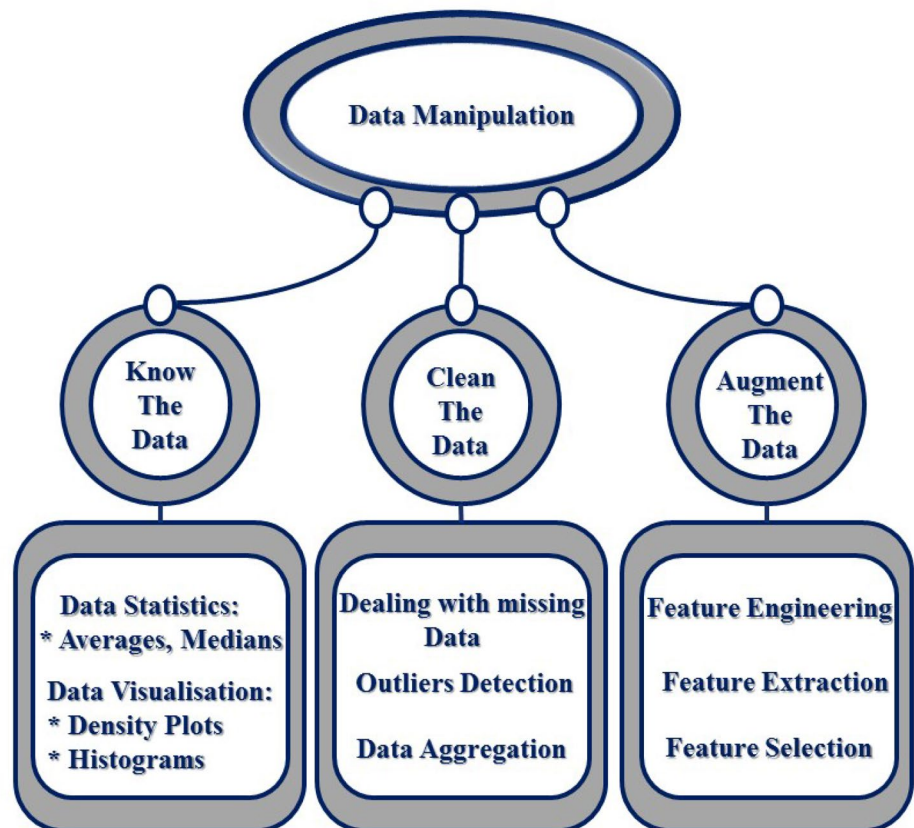 Data Manipulation
Know
The
Data
Clean
The
Data
Augment
The
Data
Data Statistics:
* Averages, Medians
Data Visualisation:
* Density Plots
* Histograms
Dealing with missing
Data
Outliers Detection
Data Aggregation
Feature Engineering
Feature Extraction
Feature Selection